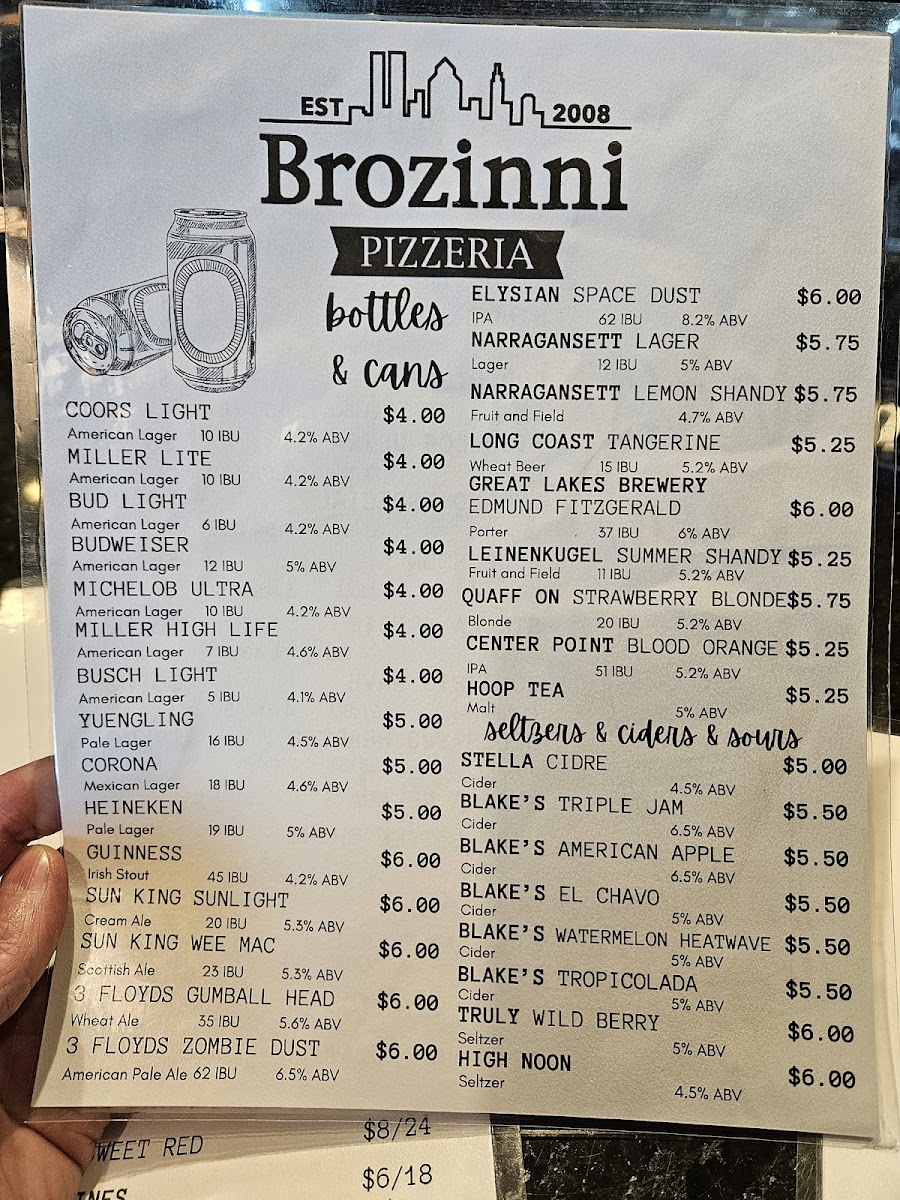 EST 2008
Brozinni
PIZZERIA
bottles
& cans
COORS LIGHT $4.00
American Lager 10 IBU 4.2% ABV
MILLER LITE $4.00
American Lager 10 IBU 4.2% ABV
BUD LIGHT $4.00
American Lager 6 IBU 4.2% ABV
BUDWEISER $4.00
American Lager 12 IBU 5% ABV
MICHELOB ULTRA $4.00
American Lager 10 IBU 4.2% ABV
MILLER HIGH LIFE $4.00
American Lager 7 IBU 4.6% ABV
BUSCH LIGHT $4.00
American Lager 5 IBU 4.1% ABV
YUENGLING $5.00
Pale Lager 16 IBU 4.5% ABV
CORONA $5.00
Mexican Lager 18 IBU 4.6% ABV
HEINEKEN $5.00
Pale Lager 19 IBU 5% ABV
GUINNESS $6.00
Irish Stout 45 IBU 4.2% ABV
SUN KING SUNLIGHT $6.00
Cream Ale 20 IBU 5.3% ABV
SUN KING WEE MAC $6.00
Scottish Ale 23 IBU 5.3% ABV
3 FLOYDS GUMBALL HEAD $6.00
Wheat Ale 35 IBU 5.6% ABV
3 FLOYDS ZOMBIE DUST $6.00
American Pale Ale 62 IBU 6.5% ABV
ELYSIAN SPACE DUST $6.00
IPA 62 IBU 8.2% ABV
NARRAGANSETT LAGER $5.75
Lager 12 IBU 5% ABV
NARRAGANSETT LEMON SHANDY $5.75
Fruit and Field 4.7% ABV
LONG COAST TANGERINE $5.25
Wheat Beer 15 IBU 5.2% ABV
GREAT LAKES BREWERY
EDMUND FITZGERALD $6.00
Porter 37 IBU 6% ABV
LEINENKUGEL SUMMER SHANDY $5.25
Fruit and Field 11 IBU 5.2% ABV
QUAFF ON STRAWBERRY BLONDE $5.75
Blonde 20 IBU 5.2% ABV
CENTER POINT BLOOD ORANGE $5.25
IPA 51 IBU 5.2% ABV
HOOP TEA $5.25
Malt 5% ABV
seltzers & ciders & sours
STELLA CIDRE $5.00
Cider 4.5% ABV
BLAKE'S TRIPLE JAM $5.50
Cider 6.5% ABV
BLAKE'S AMERICAN APPLE $5.50
Cider 6.5% ABV
BLAKE'S EL CHAVO $5.50
Cider 5% ABV
BLAKE'S WATERMELON HEATWAVE $5.50
Cider 5% ABV
BLAKE'S TROPICOLADA $5.50
Cider 5% ABV
TRULY WILD BERRY $6.00
Seltzer 5% ABV
HIGH NOON $6.00
Seltzer 4.5% ABV
$8/24
RED
$6/18